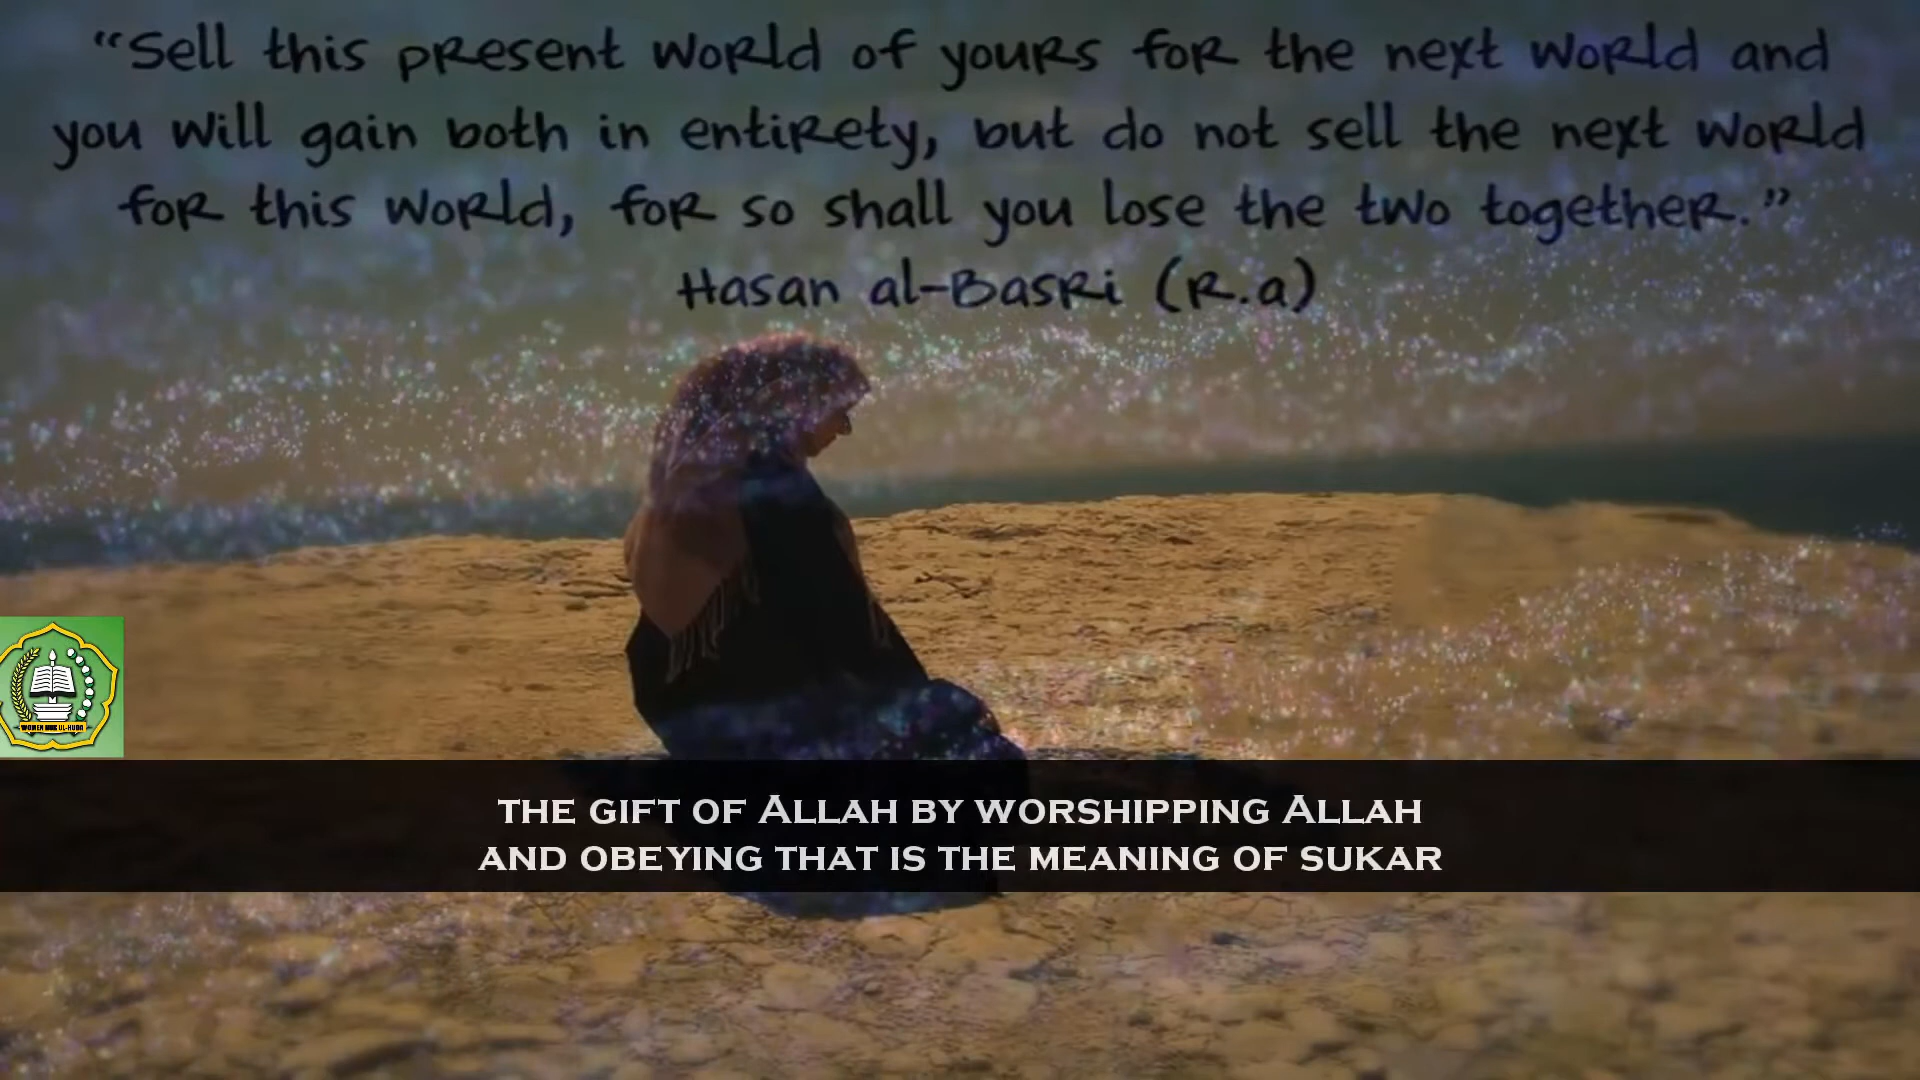 “Sell this present world of yours for the next world and
you will gain both in entirety, but do not sell the next world
for this world, for so shall you lose the two together.”
Hasan al-Basri (R.a)
THE GIFT OF ALLAH BY WORSHIPPING ALLAH
AND OBEYING THAT IS THE MEANING OF SUKAR